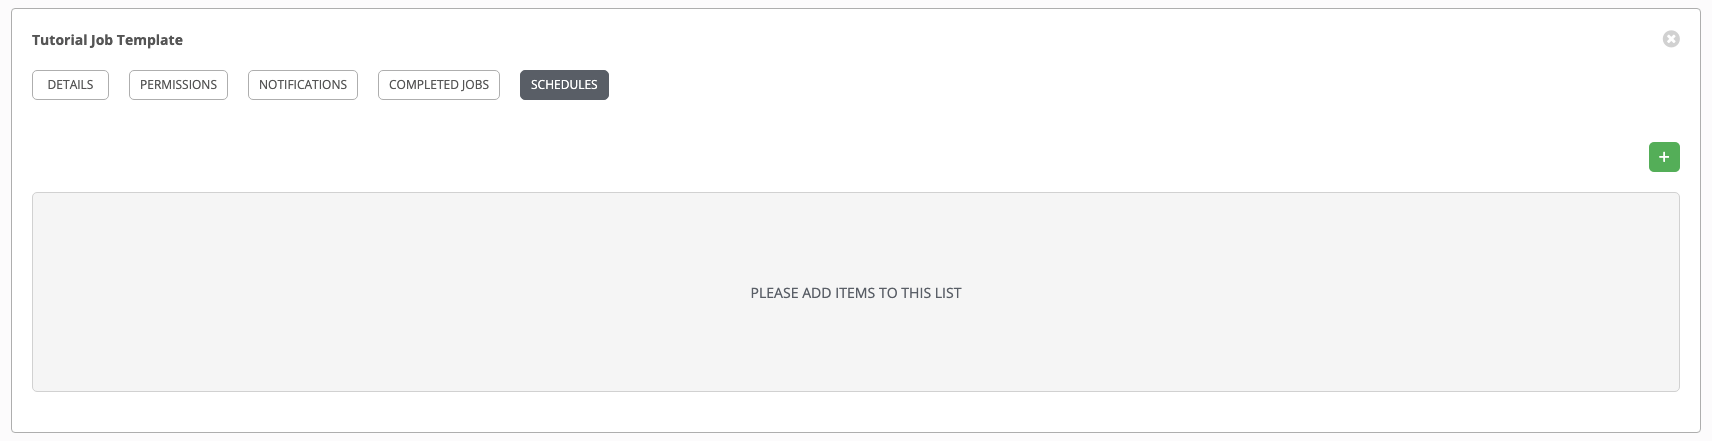 Tutorial Job Template
DETAILS
PERMISSIONS
NOTIFICATIONS
COMPLETED JOBS
SCHEDULES
+
PLEASE ADD ITEMS TO THIS LIST